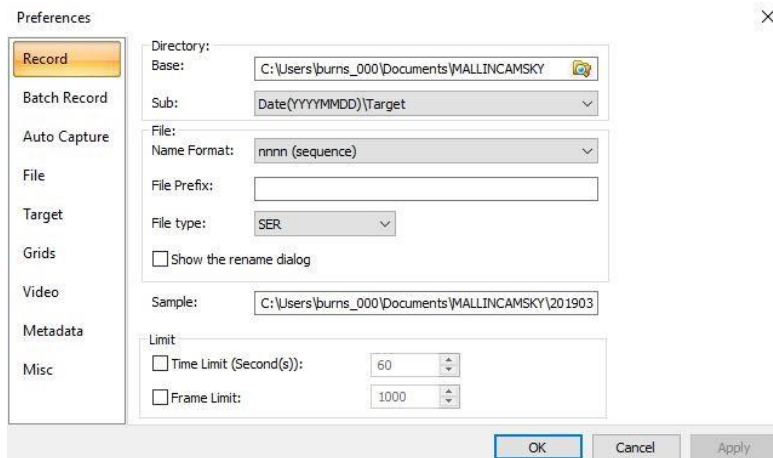 Preferences
Record
Batch Record
Auto Capture
File
Target
Grids
Video
Metadata
Misc
Directory:
Base: C:\Users\burns_000\Documents\MALLINCAMSKY
Sub: Date(YYYYMMDD)\Target
File:
Name Format: nnnn (sequence)
File Prefix:
File type: SER
Show the rename dialog
Sample: C:\Users\burns_000\Documents\MALLINCAMSKY\201903
Limit
Time Limit (Second(s)): 60
Frame Limit: 1000
OK Cancel Apply